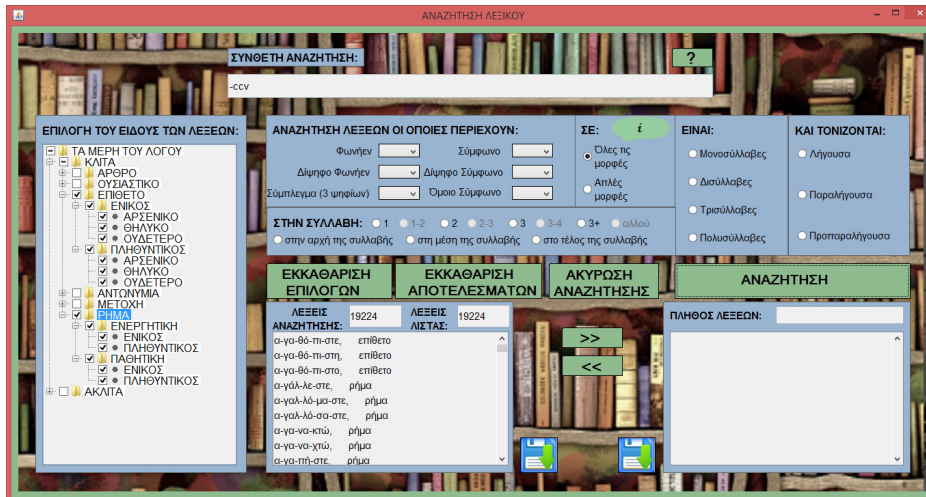 ΑΝΑΖΗΤΗΣΗ ΛΕΞΙΚΟΥ
ΣΥΝΘΕΤΗ ΑΝΑΖΗΤΗΣΗ:
?
-ccv
ΕΠΙΛΟΓΗ ΤΟΥ ΕΙΔΟΥΣ ΤΩΝ ΛΕΞΕΩΝ:
ΤΑ ΜΕΡΗ ΤΟΥ ΛΟΓΟΥ
ΚΛΙΤΑ
ΑΡΘΡΟ
ΟΥΣΙΑΣΤΙΚΟ
ΕΠΙΘΕΤΟ
ΕΝΙΚΟΣ
ΑΡΣΕΝΙΚΟ
ΘΗΛΥΚΟ
ΟΥΔΕΤΕΡΟ
ΠΛΗΘΥΝΤΙΚΟΣ
ΑΡΣΕΝΙΚΟ
ΘΗΛΥΚΟ
ΟΥΔΕΤΕΡΟ
ΑΝΤΩΝΥΜΙΑ
ΜΕΤΟΧΗ
ΡΗΜΑ
ΕΝΕΡΓΗΤΙΚΗ
ΕΝΙΚΟΣ
ΠΛΗΘΥΝΤΙΚΟΣ
ΠΑΘΗΤΙΚΗ
ΕΝΙΚΟΣ
ΠΛΗΘΥΝΤΙΚΟΣ
ΑΚΛΙΤΑ
ΑΝΑΖΗΤΗΣΗ ΛΕΞΕΩΝ ΟΙ ΟΠΟΙΕΣ ΠΕΡΙΕΧΟΥΝ:
Φωνήεν Σύμφωνο
Δίψηφο Φωνήεν Δίψηφο Σύμφωνο
Σύμπλεγμα (3 ψηφίων) Όμοιο Σύμφωνο
ΣΕ: i
Όλες τις
μορφές
Απλές
μορφές
ΕΙΝΑΙ:
Μονοσύλλαβες
Δισύλλαβες
Τρισύλλαβες
Πολυσύλλαβες
ΚΑΙ ΤΟΝΙΖΟΝΤΑΙ:
Λήγουσα
Παραλήγουσα
Προπαραλήγουσα
ΣΤΗΝ ΣΥΛΛΑΒΗ: 1 1-2 2 2-3 3 3-4 3+ αλλού
στην αρχή της συλλαβής στη μέση της συλλαβής στο τέλος της συλλαβής
ΕΚΚΑΘΑΡΙΣΗ
ΕΠΙΛΟΓΩΝ
ΕΚΚΑΘΑΡΙΣΗ
ΑΠΟΤΕΛΕΣΜΑΤΩΝ
ΑΚΥΡΩΣΗ
ΑΝΑΖΗΤΗΣΗΣ
ΑΝΑΖΗΤΗΣΗ
ΛΕΞΕΙΣ
ΑΝΑΖΗΤΗΣΗΣ:
19224
ΛΕΞΕΙΣ
ΛΙΣΤΑΣ:
19224
α-γα-θό-τι-στε, επίθετο
α-γα-θό-τι-στη, επίθετο
α-γα-θό-τι-στο, επίθετο
α-γάλ-λε-στε, ρήμα
α-γαλ-λό-μα-στε, ρήμα
α-γαλ-λό-σα-στε, ρήμα
α-γα-να-κτώ, ρήμα
α-γα-να-χτώ, ρήμα
α-γα-πή-στε, ρήμα
>>
<<
ΠΛΗΘΟΣ ΛΕΞΕΩΝ: